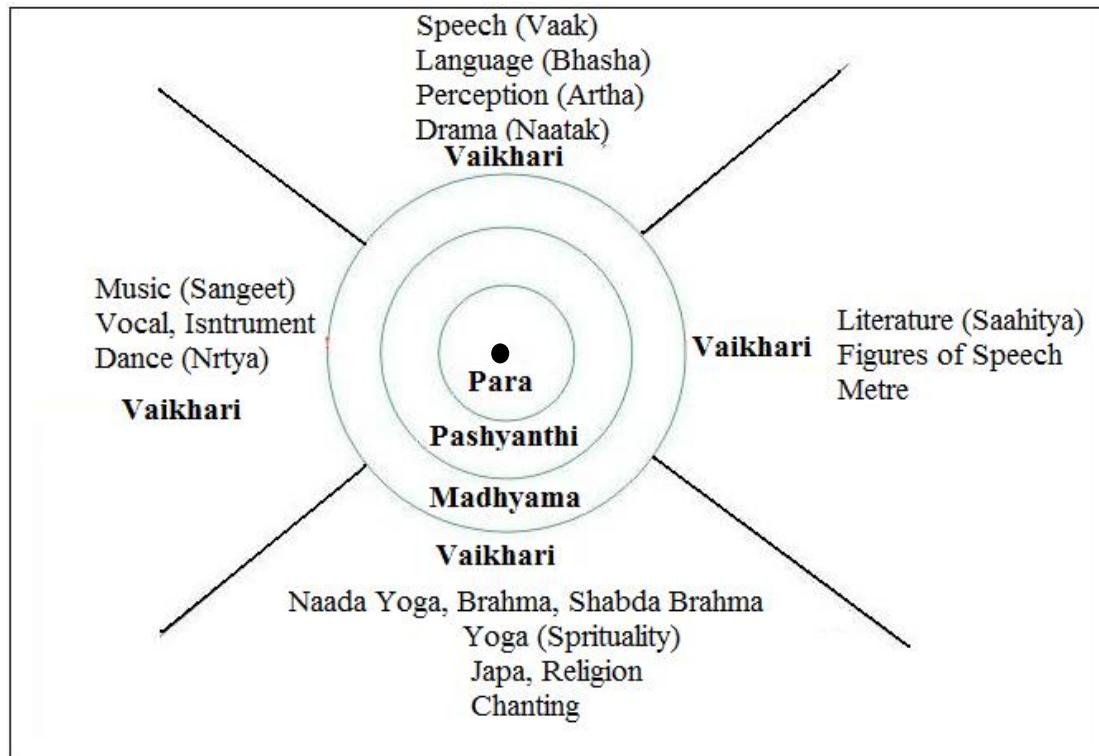 Speech (Vaak)
Language (Bhasha)
Perception (Artha)
Drama (Naatak)
Vaikhari
Music (Sangeet)
Vocal, Isntrument
Dance (Nrtya)
Vaikhari
Para
Pashyanthi
Madhyama
Vaikhari
Literature (Saahitya)
Figures of Speech
Metre
Vaikhari
Naada Yoga, Brahma, Shabda Brahma
Yoga (Sprituality)
Japa, Religion
Chanting